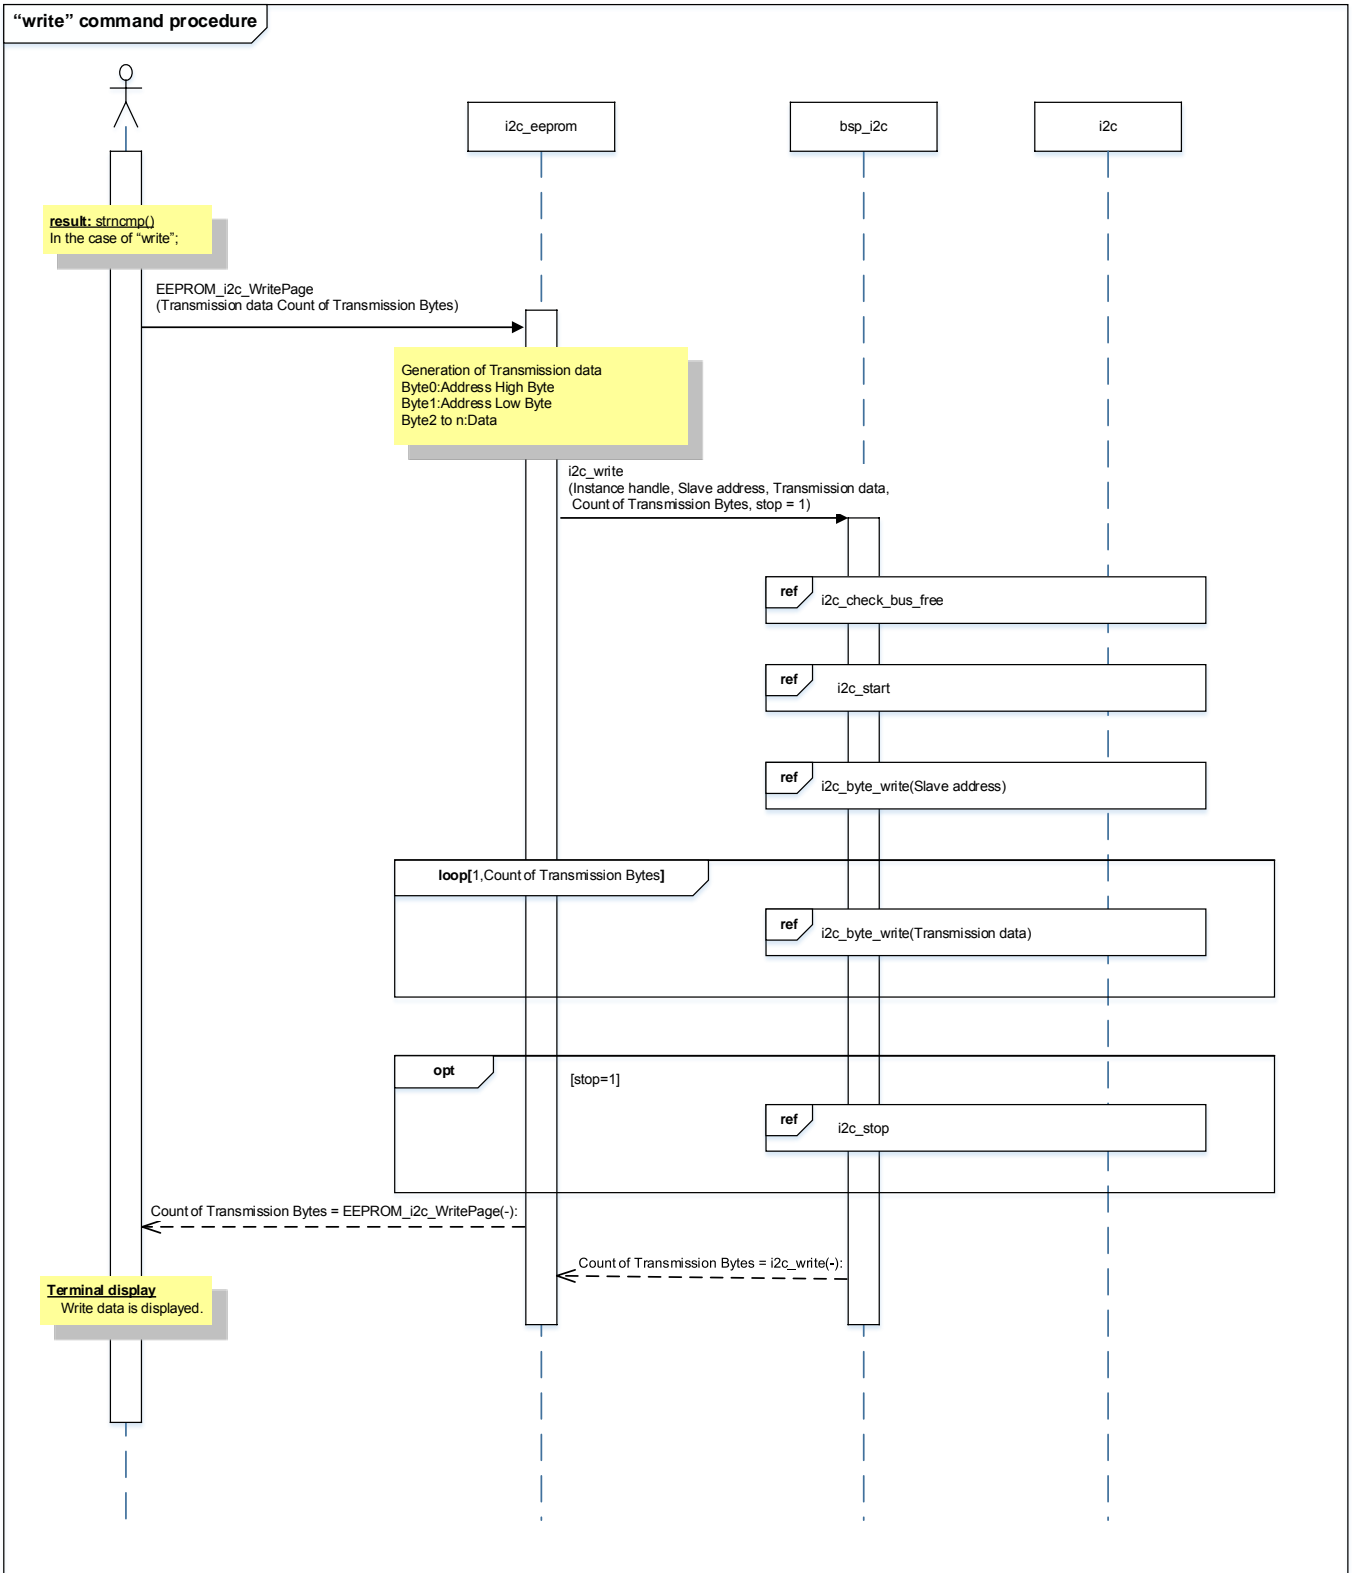 “write” command procedure
i2c_eeprom
bsp_i2c
i2c
result: strncmp()
In the case of “write”;
EEPROM_i2c_WritPage
(Transmission data Count of Transmission Bytes)
Generation of Transmission data
Byte0:Address High Byte
Byte1:Address Low Byte
Byte2 to n:Data
i2c_write
(Instance handle, Slave address, Transmission data,
Count of Transmission Bytes, stop = 1)
ref
i2c_check_bus_free
ref
i2c_start
ref
i2c_byte_write(Slave address)
loop[1,Count of Transmission Bytes]
ref
i2c_byte_write(Transmission data)
opt
[stop=1]
ref
i2c_stop
Count of Transmission Bytes = EEPROM_i2c_WritePage(-):
Count of Transmission Bytes = i2c_write(-):
Terminal display
Write data is displayed.